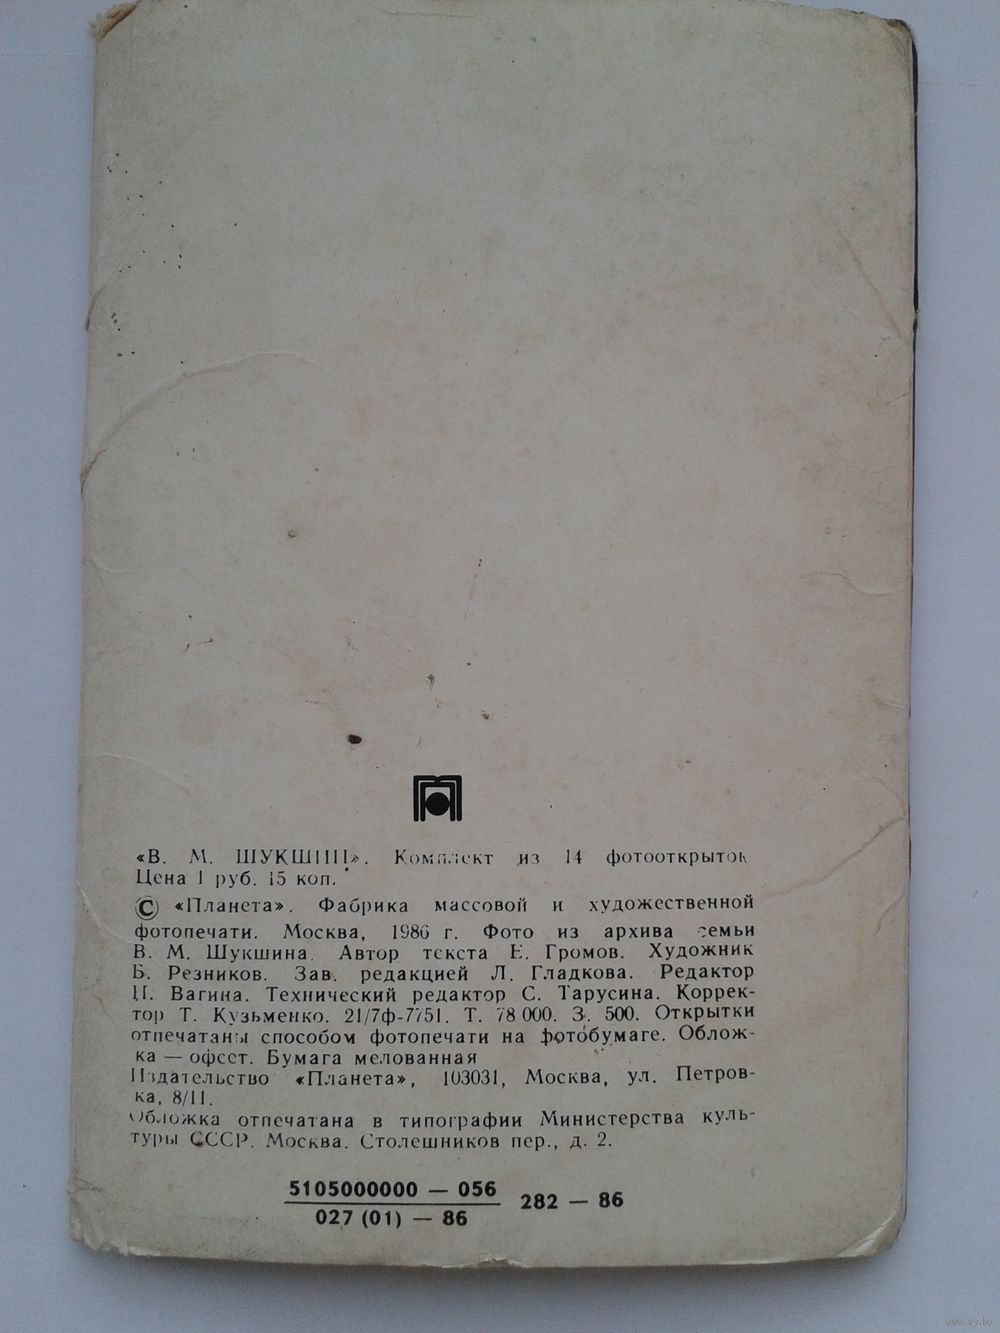 «В. М. ШУКШИН». Комплект из 14 фотооткрыток
Цена 1 руб. 15 коп.
© «Планета». Фабрика массовой и художественной
фотопечати. Москва, 1986 г. Фото из архива семьи
В. М. Шукшина. Автор текста Е. Громов. Художник
Б. Резников. Зав. редакцией Л. Гладкова. Редактор
Н. Вагина. Технический редактор С. Тарусина. Коррек-
тор Т. Кузьменко. 21/7ф-7751. Т. 78 000. З. 500. Открытки
отпечатаны способом фотопечати на фотобумаге. Облож-
ка — офсет. Бумага мелованная
Издательство «Планета», 103031, Москва, ул. Петров-
ка, 8/11.
Обложка отпечатана в типографии Министерства куль-
туры СССР. Москва. Столешников пер., д. 2.
5105000000 — 056
027 (01) — 86
282 — 86
www.ay.by